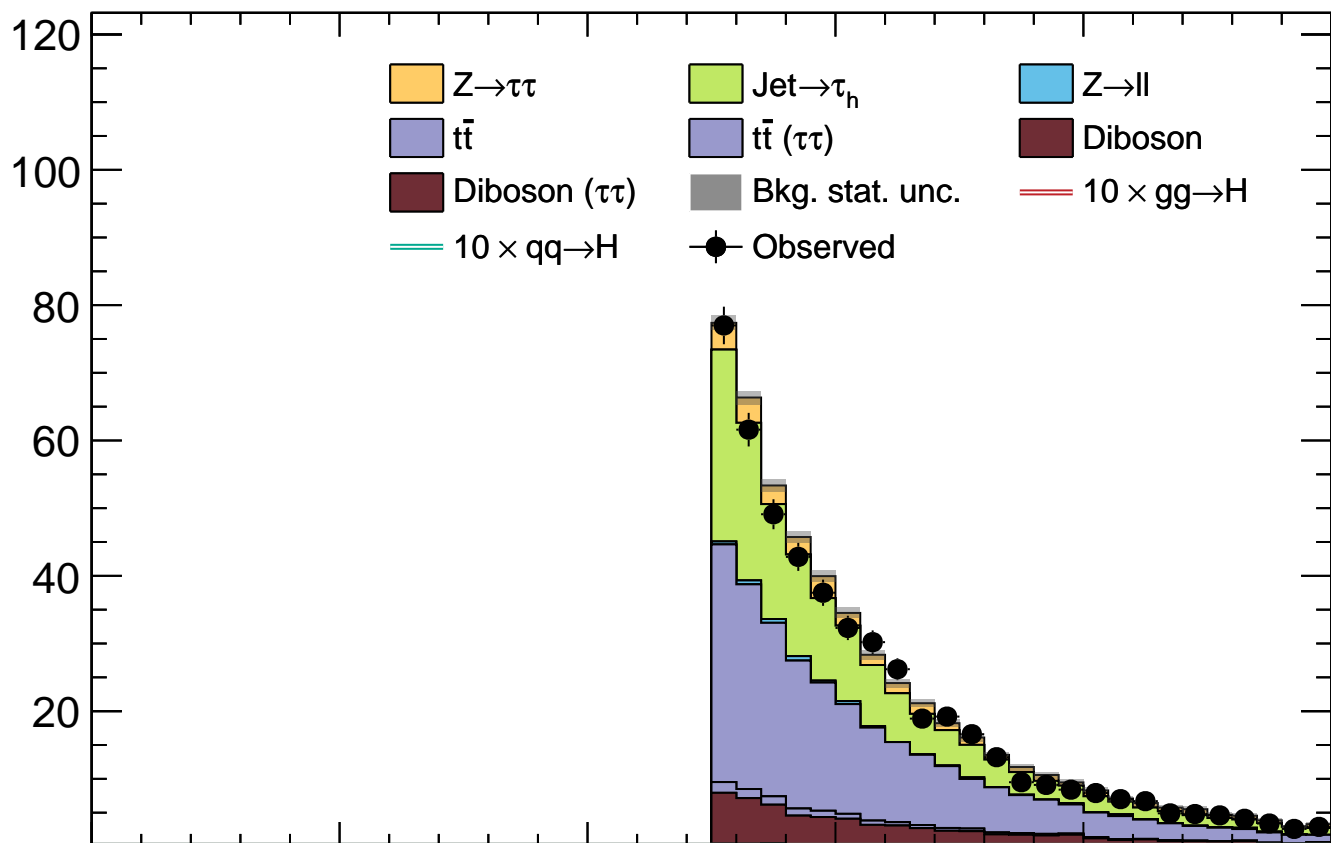 120
Z→ττ Jet→τh Z→ll
tt̄ tt̄ (ττ) Diboson
100
Diboson (ττ) Bkg. stat. unc. 10 × gg→H
10 × qq→H Observed
80
60
40
20